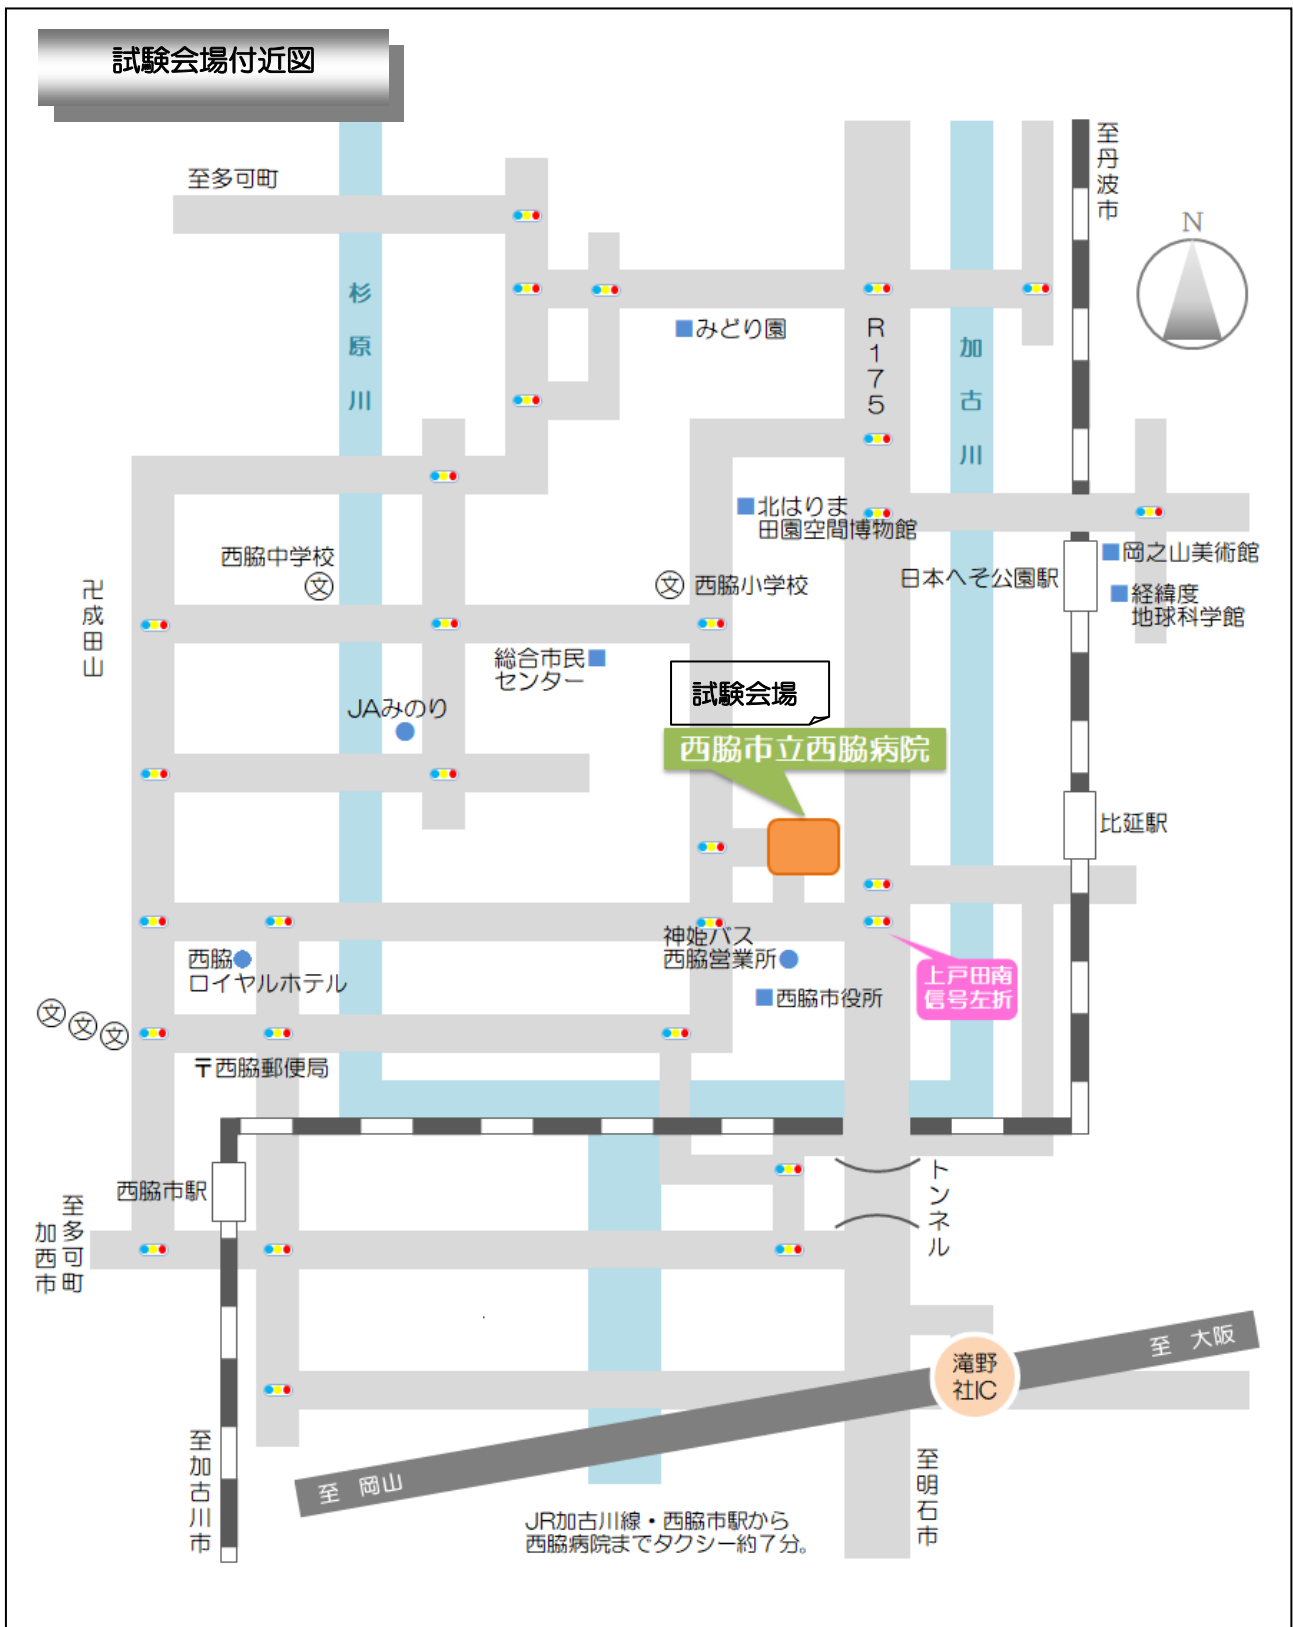 試験会場付近図
至多可町
至丹波市
N
杉原川
みどり園
R175
加古川
北はりま
田園空間博物館
西脇中学校
文
文
西脇小学校
日本へそ公園駅
岡之山美術館
経緯度
地球科学館
卍成田山
総合市民
センター
試験会場
JAみのり
西脇市立西脇病院
比延駅
神姫バス
西脇営業所
西脇
ロイヤルホテル
上戸田南
信号左折
西脇市役所
文
文
文
〒西脇郵便局
西脇市駅
トンネル
至多可町
加西市
至 大阪
滝野
社IC
至加古川市
至 岡山
至明石市
JR加古川線・西脇市駅から
西脇病院までタクシー約7分。